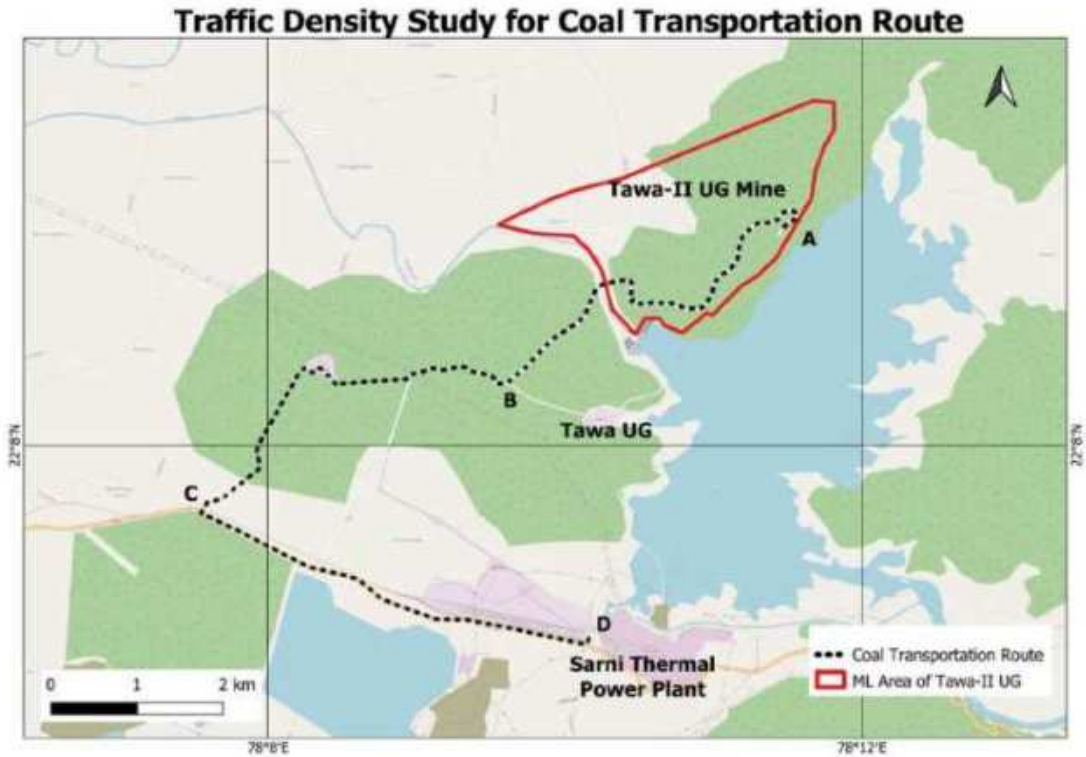 Traffic Density Study for Coal Transportation Route
Tawa-II UG Mine
A
B
Tawa UG
22°8'N
22°8'N
C
D
Sarni Thermal
Power Plant
0 1 2 km
Coal Transportation Route
ML Area of Tawa-II UG
78°8'E
78°12'E